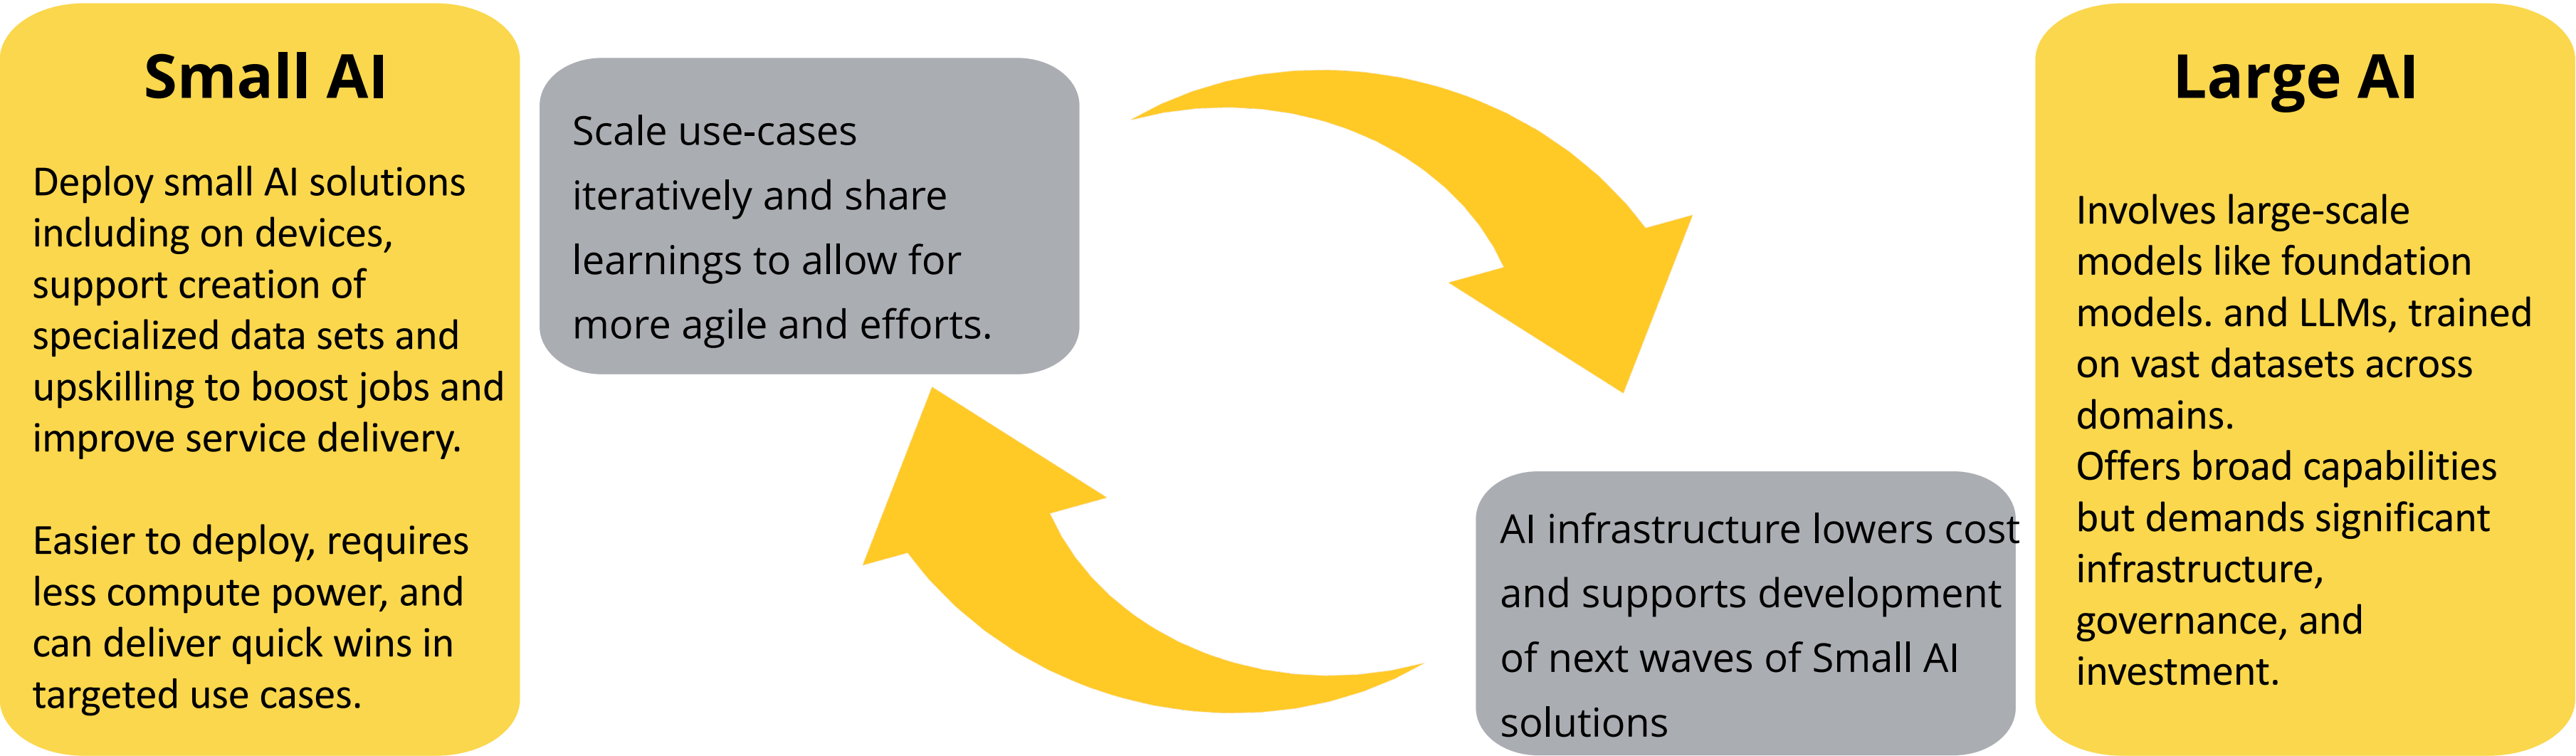 Small AI
Deploy small AI solutions
including on devices,
support creation of
specialized data sets and
upskilling to boost jobs and
improve service delivery.
Easier to deploy, requires
less compute power, and
can deliver quick wins in
targeted use cases.
Scale use-cases
iteratively and share
learnings to allow for
more agile and efforts.
AI infrastructure lowers cost
and supports development
of next waves of Small AI
solutions
Large AI
Involves large-scale
models like foundation
models. and LLMs, trained
on vast datasets across
domains.
Offers broad capabilities
but demands significant
infrastructure,
governance, and
investment.